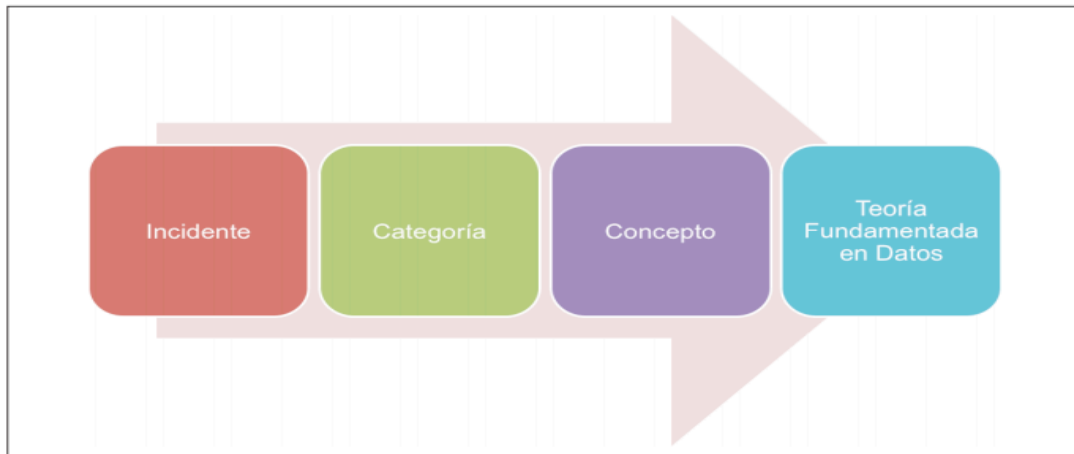 Incidente
Categoría
Concepto
Teoría
Fundamentada
en Datos